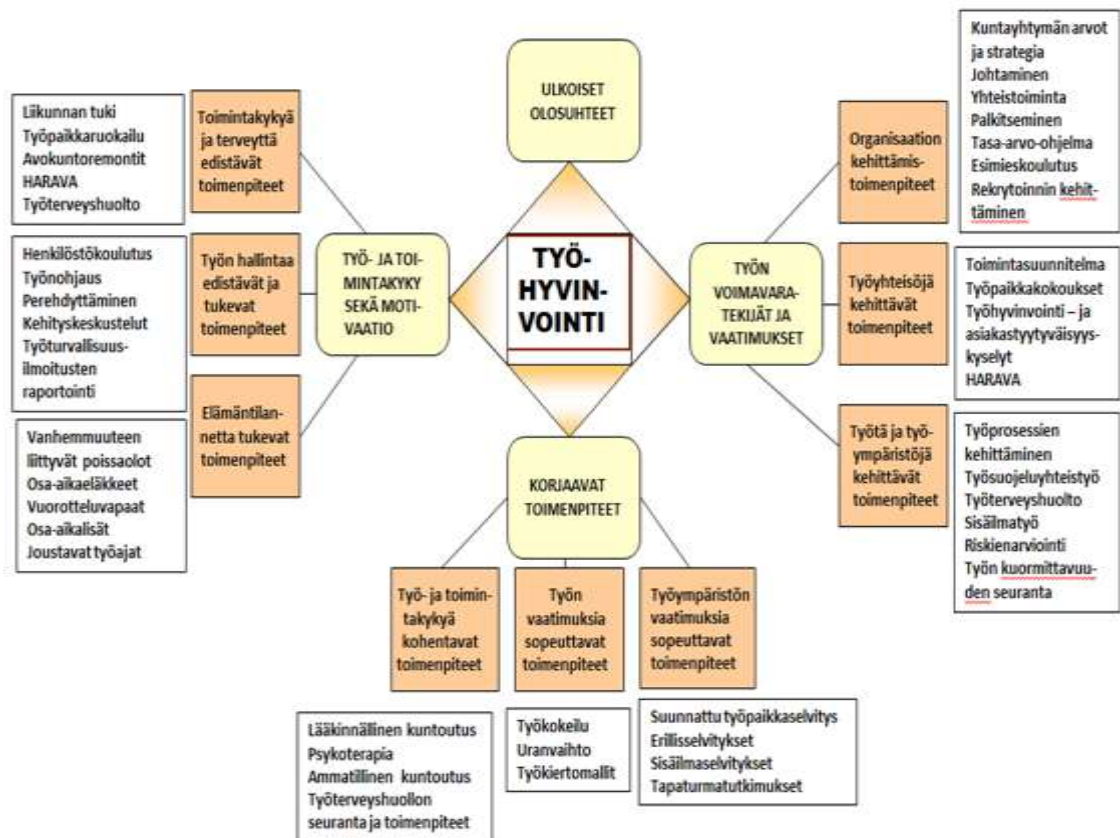 ULKOISET
OLOSUHTEET
Liikunnan tuki
Työpaikkaruokailu
Avokuntoremontit
HARAVA
Työterveyshuolto
Toimintakykyä
ja terveyttä
edistävät
toimenpiteet
Henkilöstökoulutus
Työnohjaus
Perehdyttäminen
Kehityskeskustelut
Työturvallisuus-
ilmoitusten
raportointi
Työn hallintaa
edistävät ja
tukevat
toimenpiteet
Vanhemmuuteen
liittyvät poissaolot
Osa-aikaeläkkeet
Vuorotteluvapaat
Osa-aikalisät
Joustavat työajat
Elämäntilan-
netta tukevat
toimenpiteet
TYÖ- JA TOI-
MINTAKYKY
SEKÄ MOTI-
VAATIO
TYÖ-
HYVIN-
VOINTI
TYÖN
VOIMAVARA-
TEKIJÄT JA
VAATIMUKSET
Organisaation
kehittämis-
toimenpiteet
Kuntayhtymän arvot
ja strategia
Johtaminen
Yhteistoiminta
Palkitseminen
Tasa-arvo-ohjelma
Esimieskoulutus
Rekrytoinnin kehit-
täminen
Työyhteisöjä
kehittävät
toimenpiteet
Toimintasuunnitelma
Työpaikkakokoukset
Työhyvinvointi – ja
asiakastyytyväisyys-
kyselyt
HARAVA
Työtä ja työ-
ympäristöjä
kehittävät
toimenpiteet
Työprosessien
kehittäminen
Työsuojeluyhteistyö
Työterveyshuolto
Sisäilmatyö
Riskienarviointi
Työn kuormittavuu-
den seuranta
KORJAAVAT
TOIMENPITEET
Työ- ja toimin-
takykyä
kohentavat
toimenpiteet
Työn
vaatimuksia
sopeuttavat
toimenpiteet
Työympäristön
vaatimuksia
sopeuttavat
toimenpiteet
Lääkinnällinen kuntoutus
Psykoterapia
Ammatillinen kuntoutus
Työterveyshuollon
seuranta ja toimenpiteet
Työkokeilu
Uranvaihto
Työkiertomallit
Suunnattu työpaikkaselvitys
Erillisselvitykset
Sisäilmaselvitykset
Tapaturmatutkimukset